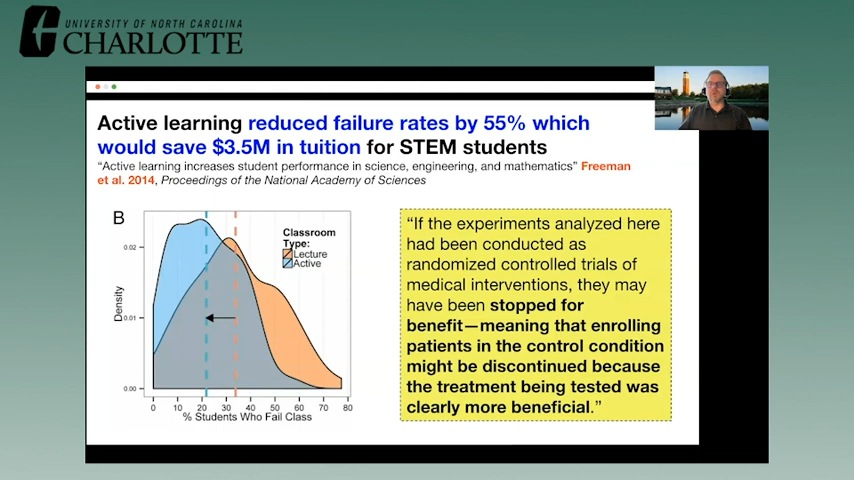 UNIVERSITY OF NORTH CAROLINA
CHARLOTTE
Active learning reduced failure rates by 55% which
would save $3.5M in tuition for STEM students
“Active learning increases student performance in science, engineering, and mathematics” Freeman
et al. 2014, Proceedings of the National Academy of Sciences
B
Classroom
Type:
Lecture
Active
Density
0.02
0.01
0.00
0 10 20 30 40 50 60 70 80
% Students Who Fail Class
“If the experiments analyzed here
had been conducted as
randomized controlled trials of
medical interventions, they may
have been stopped for
benefit—meaning that enrolling
patients in the control condition
might be discontinued because
the treatment being tested was
clearly more beneficial.”